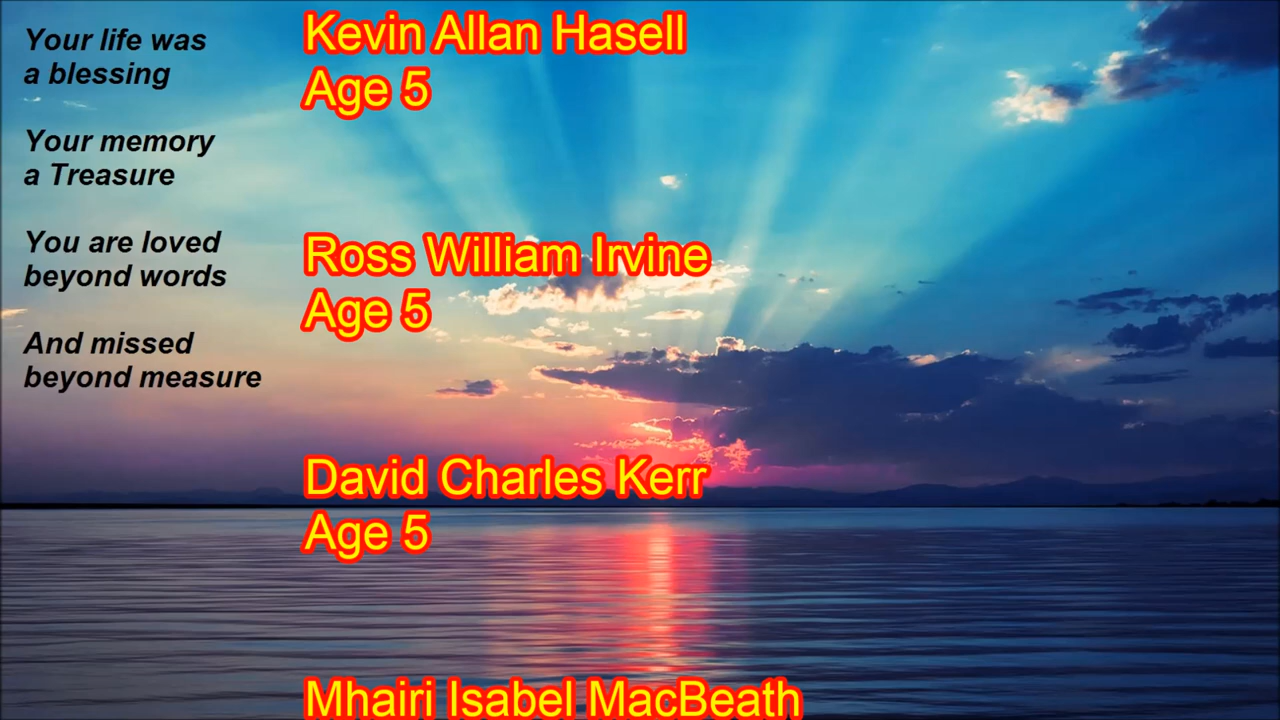 Your life was
a blessing
Your memory
a Treasure
You are loved
beyond words
And missed
beyond measure
Kevin Allan Hasell
Age 5
Ross William Irvine
Age 5
David Charles Kerr
Age 5
Mhairi Isabel MacBeath